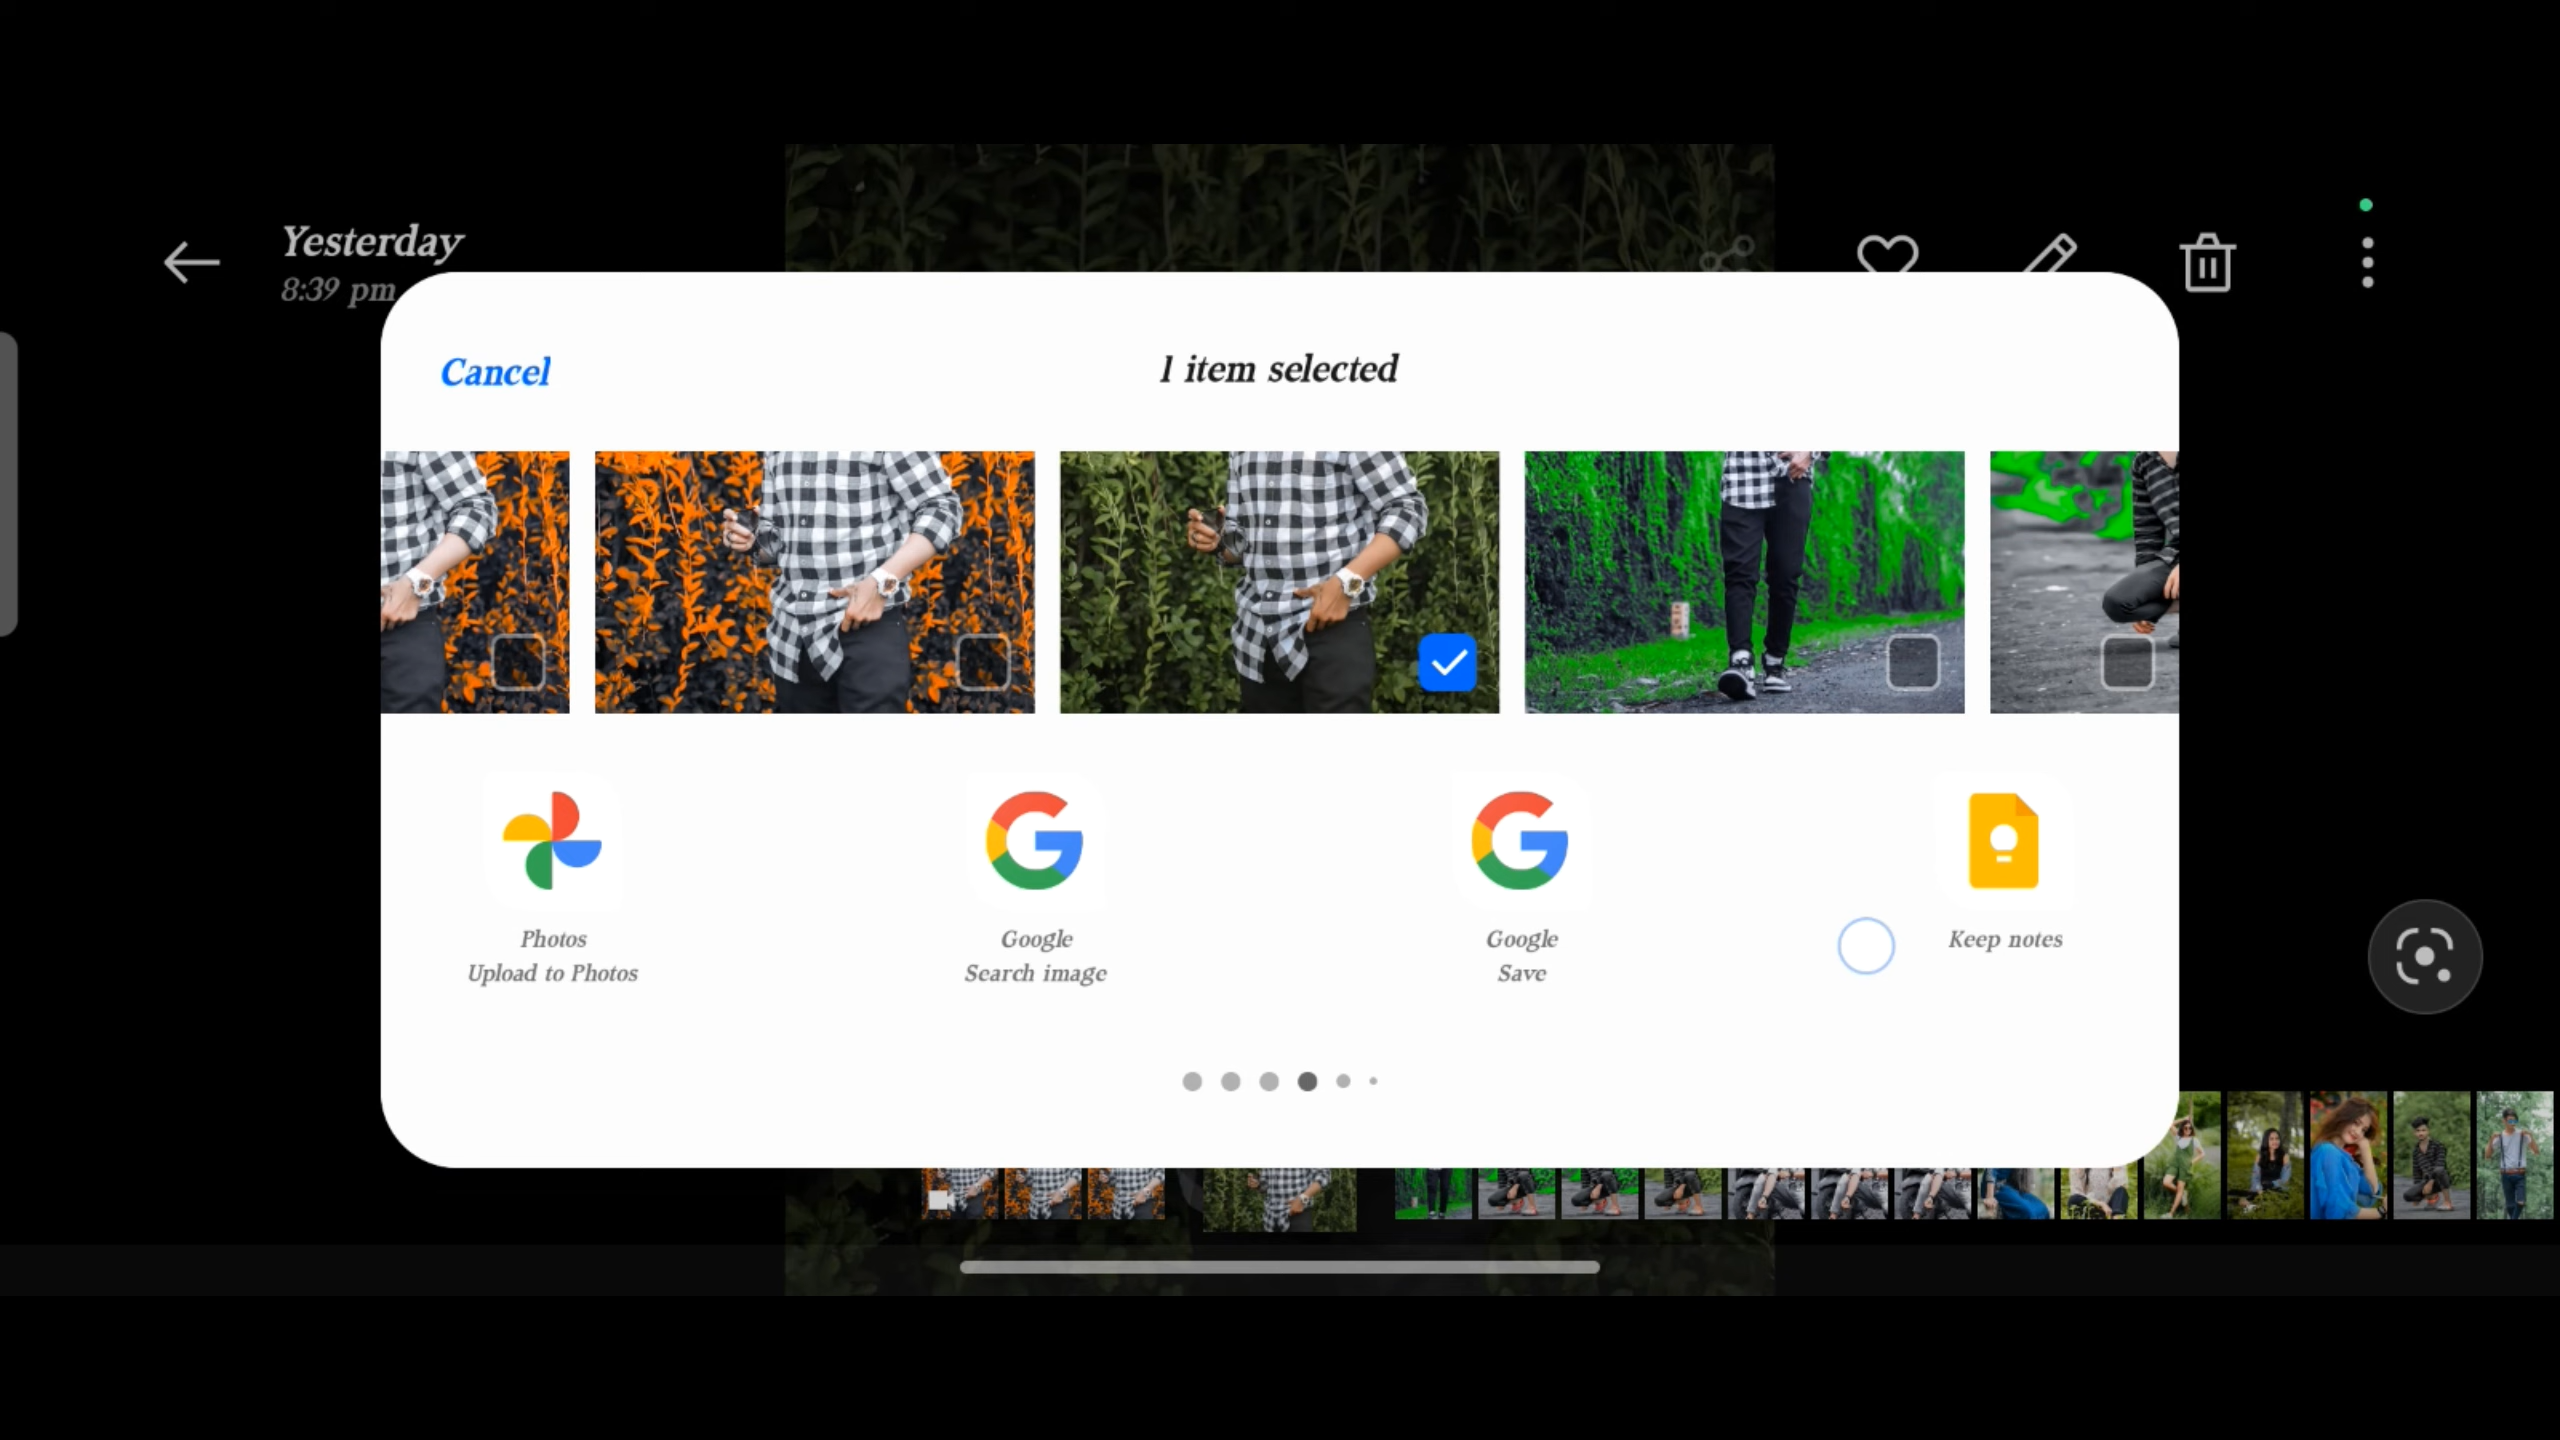 Yesterday
8:39 pm
Cancel
1 item selected
Photos
Upload to Photos
Google
Search image
Google
Save
Keep notes